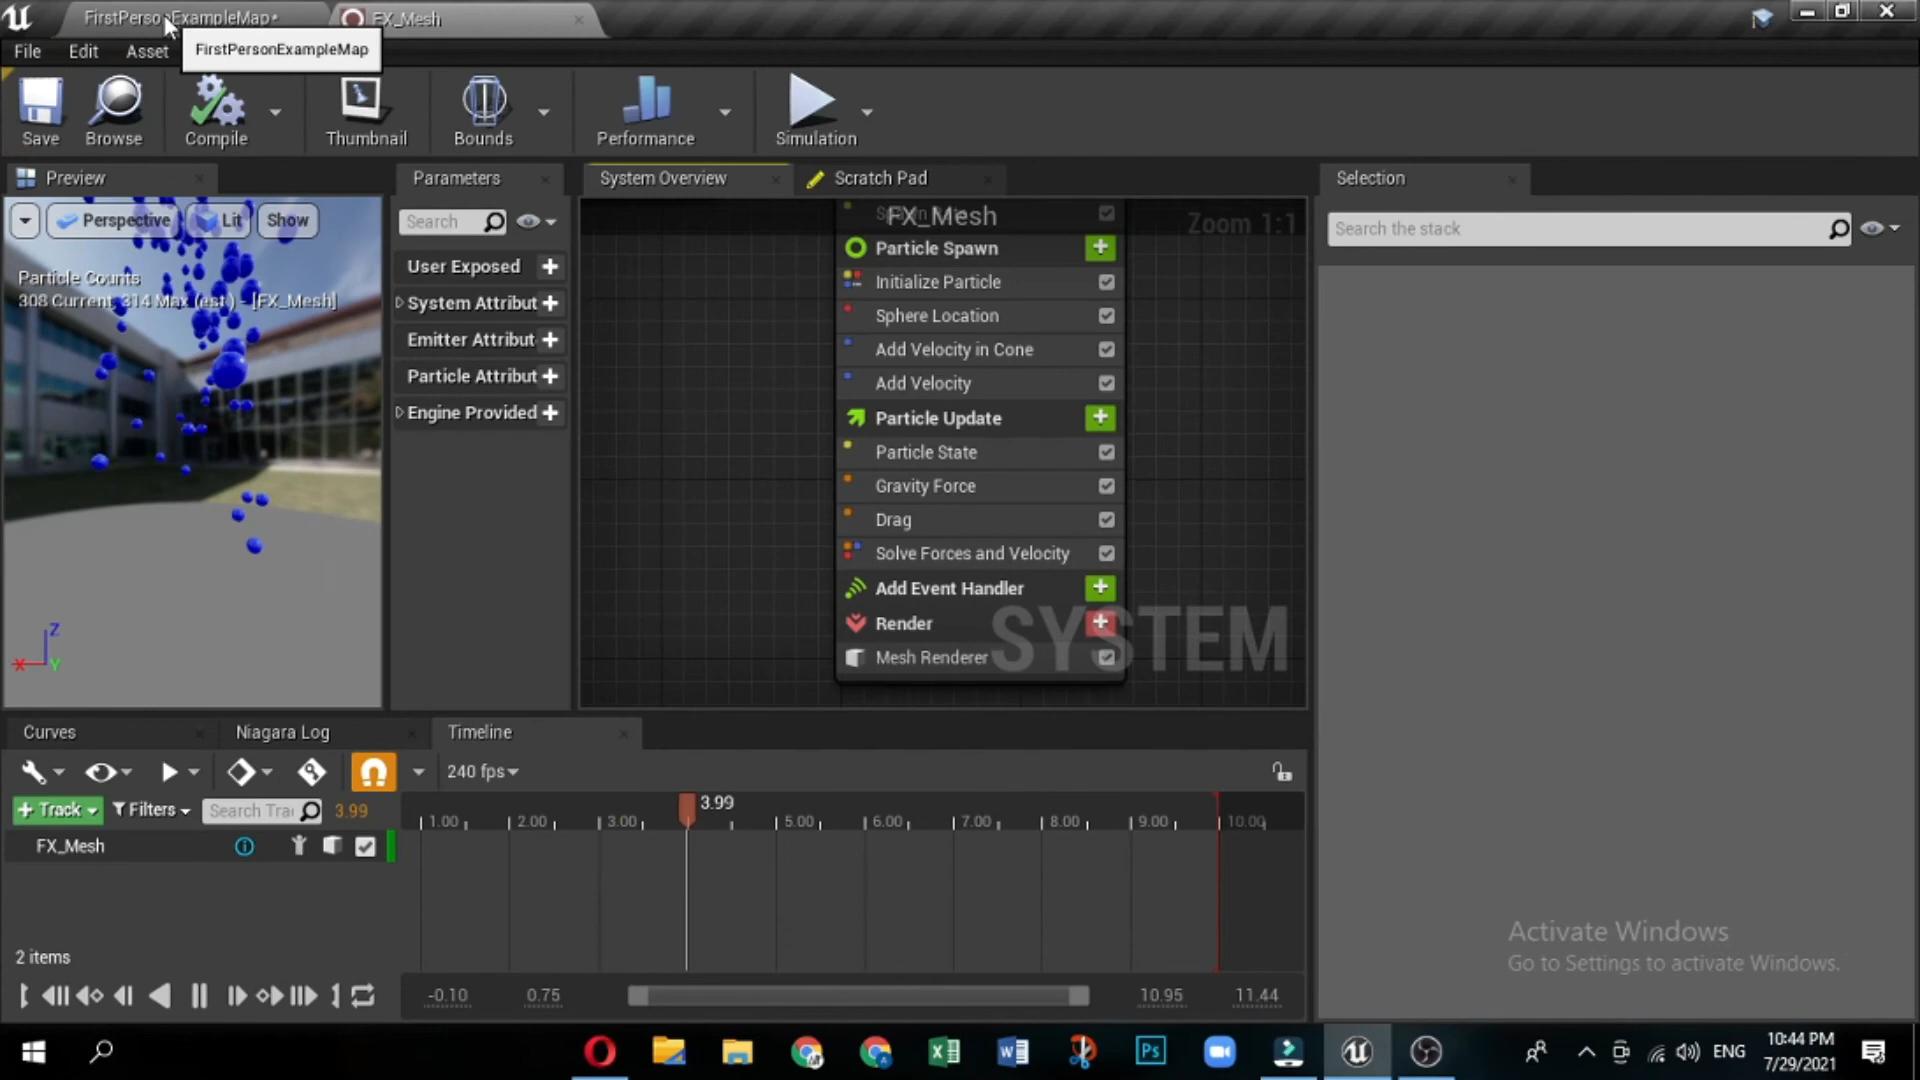 FirstPersonExampleMap*
FX_Mesh
File
Edit
Asset
FirstPersonExampleMap
Save
Browse
Compile
Thumbnail
Bounds
Performance
Simulation
Preview
Parameters
System Overview
Scratch Pad
Selection
Perspective
Lit
Show
Search
FX_Mesh
Zoom 1:1
Search the stack
Particle Counts
308 Current, 314 Max (est.) - [FX_Mesh]
User Exposed
System Attribut
Emitter Attribut
Particle Attribut
Engine Provided
Particle Spawn
Initialize Particle
Sphere Location
Add Velocity in Cone
Add Velocity
Particle Update
Particle State
Gravity Force
Drag
Solve Forces and Velocity
Add Event Handler
Render
Mesh Renderer
SYSTEM
Z
X
Y
Curves
Niagara Log
Timeline
240 fps
+ Track
Filters
Search Tra
3.99
3.99
1.00
2.00
3.00
5.00
6.00
7.00
8.00
9.00
10.00
FX_Mesh
2 items
-0.10
0.75
10.95
11.44
Activate Windows
Go to Settings to activate Windows.
ENG
10:44 PM
7/29/2021